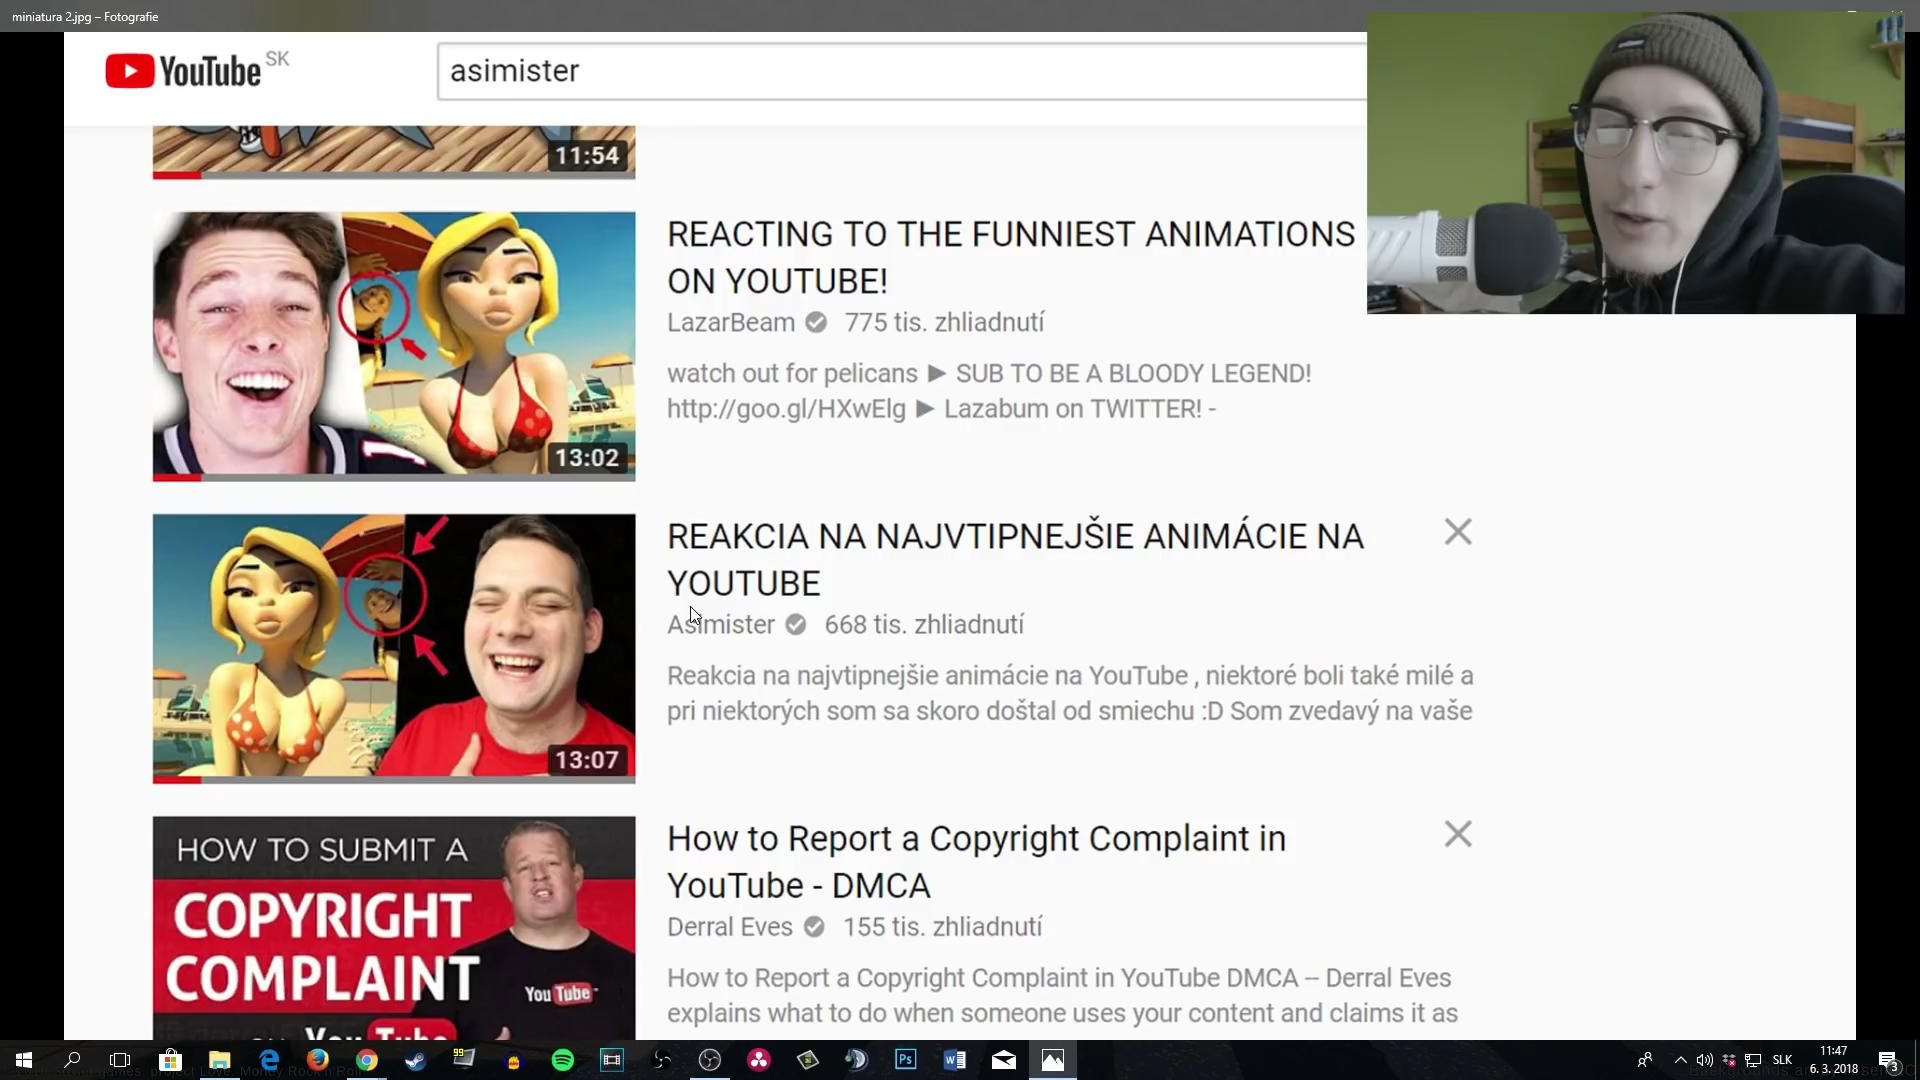 miniatura 2.jpg – Fotografie
YouTube SK
asimister
11:54
REACTING TO THE FUNNIEST ANIMATIONS
ON YOUTUBE!
LazarBeam 775 tis. zhliadnutí
watch out for pelicans ► SUB TO BE A BLOODY LEGEND!
http://goo.gl/HXwElg ► Lazabum on TWITTER! -
13:02
REAKCIA NA NAJVTIPNEJŠIE ANIMÁCIE NA
YOUTUBE
Asimister 668 tis. zhliadnutí
Reakcia na najvtipnejšie animácie na YouTube , niektoré boli také milé a
pri niektorých som sa skoro doštal od smiechu :D Som zvedavý na vaše
13:07
HOW TO SUBMIT A
COPYRIGHT
COMPLAINT
YouTube
ON YouTube
How to Report a Copyright Complaint in
YouTube - DMCA
Derral Eves 155 tis. zhliadnutí
How to Report a Copyright Complaint in YouTube DMCA -- Derral Eves
explains what to do when someone uses your content and claims it as
99
Ps
SLK
11:47
6. 3. 2018
3